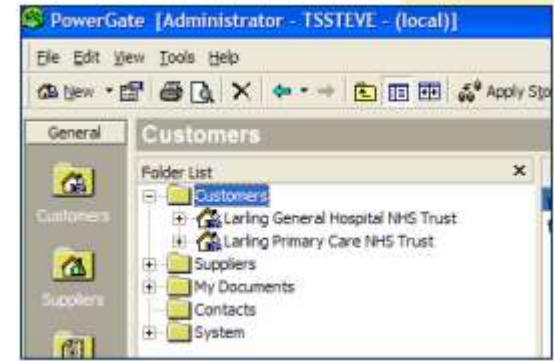 PowerGate [Administrator - TSSTEVE - (local)]
File Edit View Tools Help
New Apply Sto
General
Customers
Customers
Suppliers
Folder List
Customers
Larling General Hospital NHS Trust
Larling Primary Care NHS Trust
Suppliers
My Documents
Contacts
System